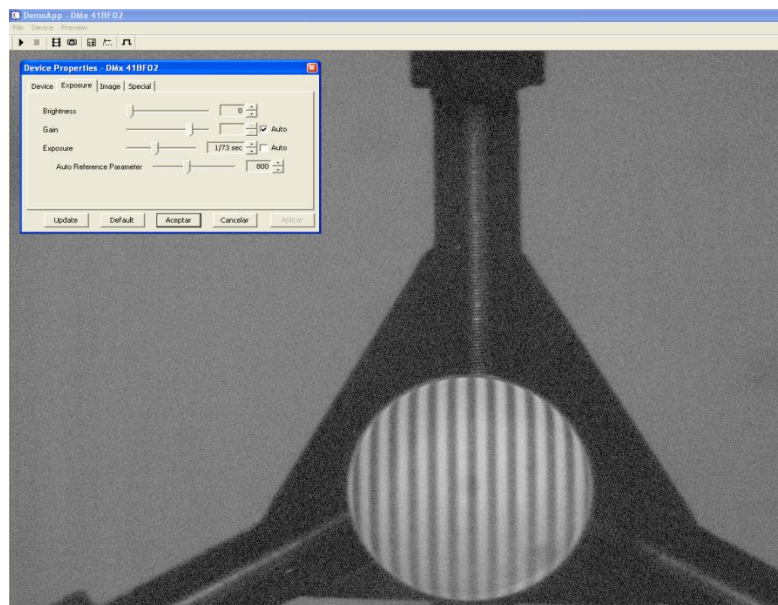 DemoApp - DMx 41BF02
File Device Preview
Device Properties - DMx 41BF02
Device Exposure Image Special
Brightness 0
Gain Auto
Exposure 1/73 sec Auto
Auto Reference Parameter 800
Update Default Aceptar Cancelar Aplicar